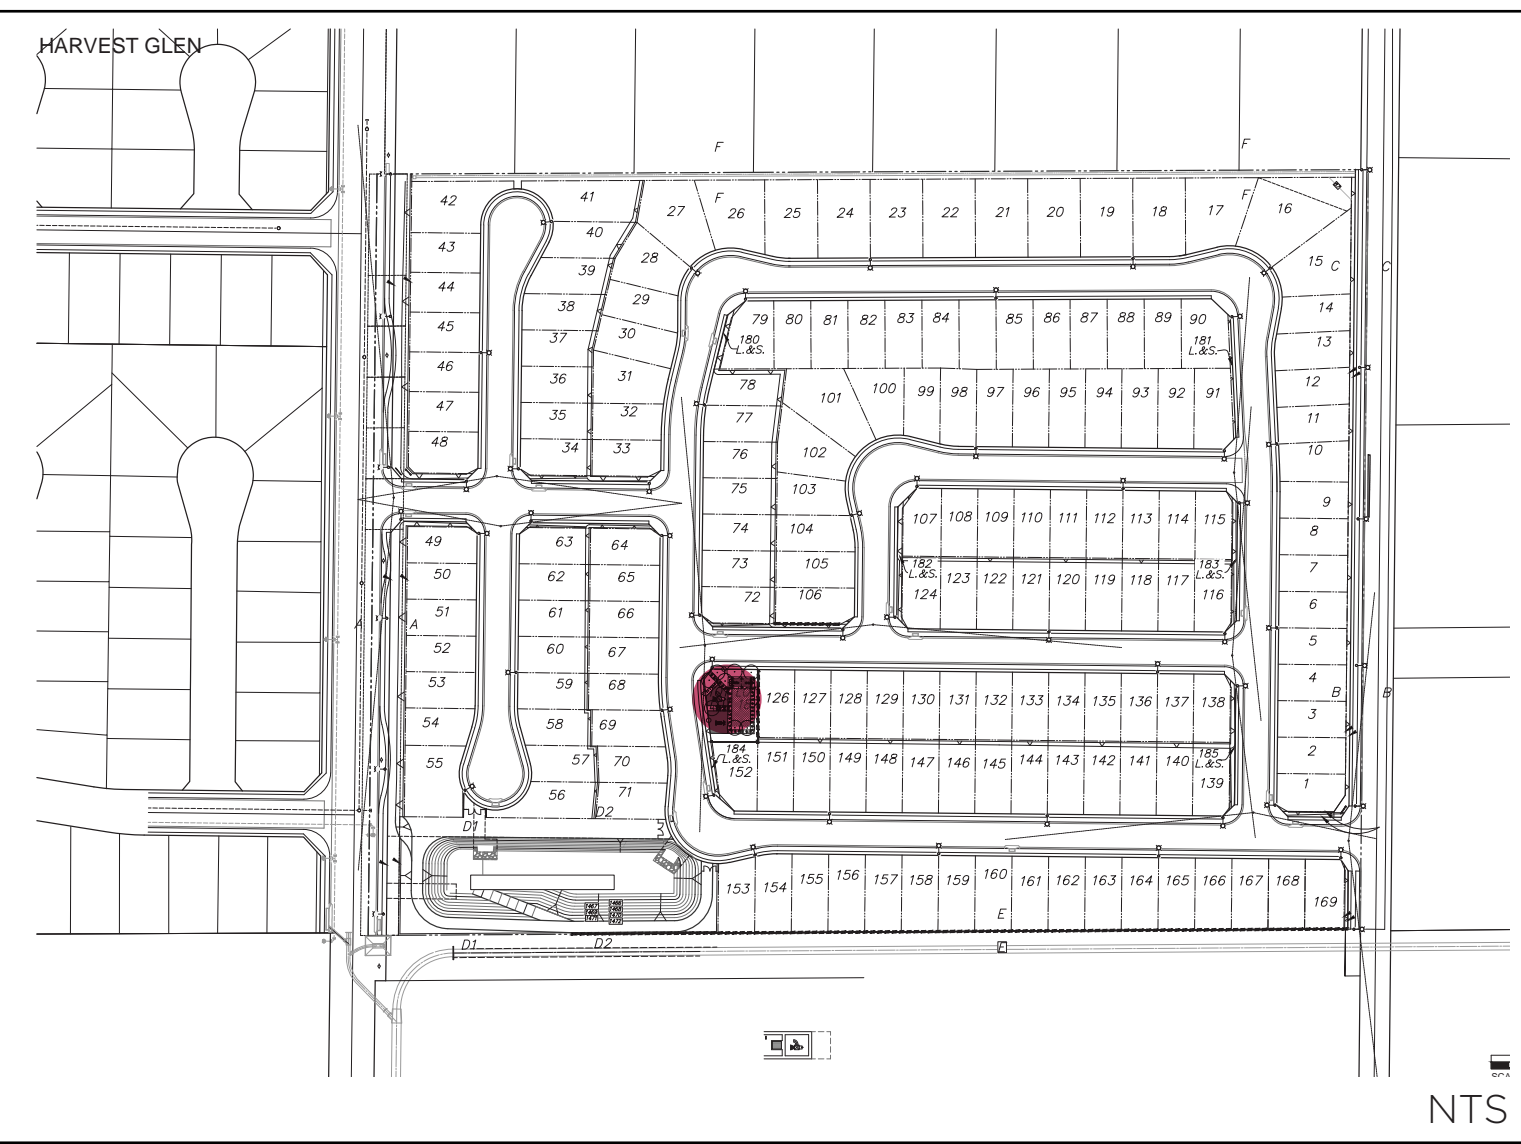 HARVEST GLEN
F F
42 41 27 F 26 25 24 23 22 21 20 19 18 17 F 16
43 40 28 15 C C
44 39 29 14
45 38 30 79 80 81 82 83 84 85 86 87 88 89 90
180 L.&S. 181 L.&S. 13
46 37 31 78 12
47 36 32 77 101 100 99 98 97 96 95 94 93 92 91 11
48 35 33 76 102 10
34 75 103 9
49 63 64 74 104 107 108 109 110 111 112 113 114 115 8
50 62 65 73 105 182 L.&S. 183 L.&S. 7
124 123 122 121 120 119 118 117 116
51 61 66 72 106 6
A A
52 60 67 5
53 59 68 126 127 128 129 130 131 132 133 134 135 136 137 138 4 B B
54 58 69 3
55 57 70 184 L.&S. 185 L.&S. 2
152 151 150 149 148 147 146 145 144 143 142 141 140 139 1
56 71
D1 D2
153 154 155 156 157 158 159 160 161 162 163 164 165 166 167 168 169
E
D1 D2 E
NTS